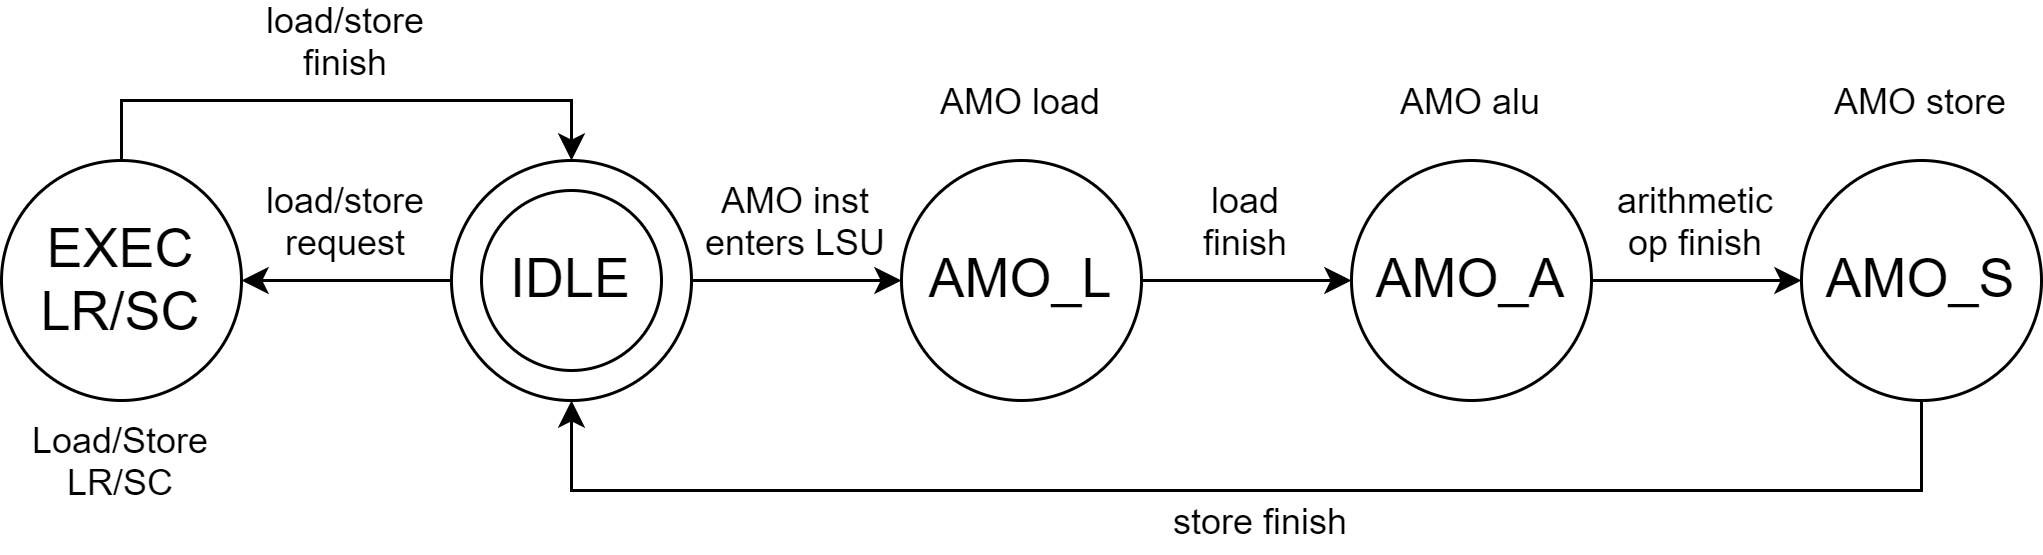 load/store
finish
AMO load
AMO alu
AMO store
load/store
request
AMO inst
enters LSU
load
finish
arithmetic
op finish
EXEC
LR/SC
IDLE
AMO_L
AMO_A
AMO_S
Load/Store
LR/SC
store finish